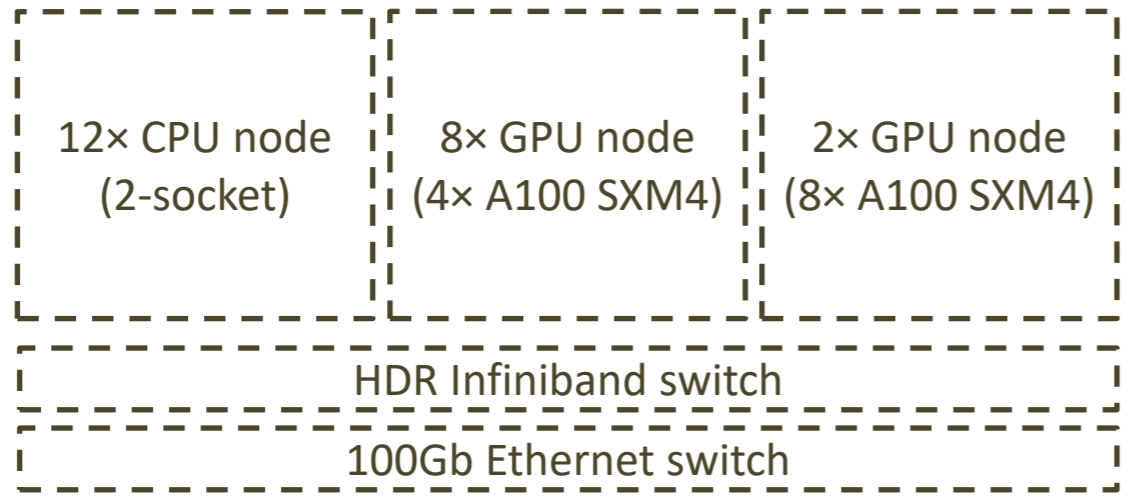 12× CPU node
(2-socket)
8× GPU node
(4× A100 SXM4)
2× GPU node
(8× A100 SXM4)
HDR Infiniband switch
100Gb Ethernet switch